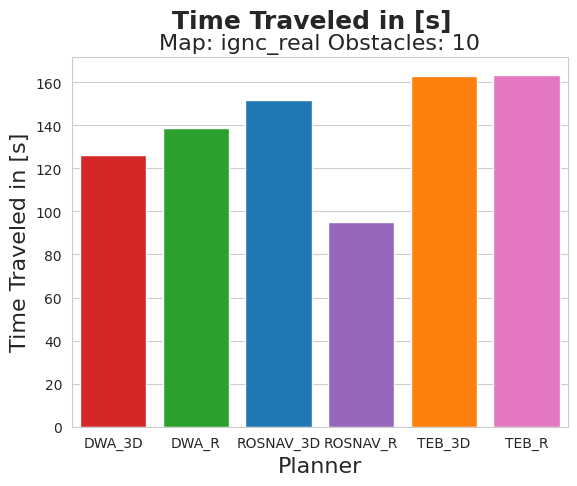 Time Traveled in [s]
Map: ignc_real Obstacles: 10
Time Traveled in [s]
160
140
120
100
80
60
40
20
0
DWA_3D DWA_R ROSNAV_3D ROSNAV_R TEB_3D TEB_R
Planner